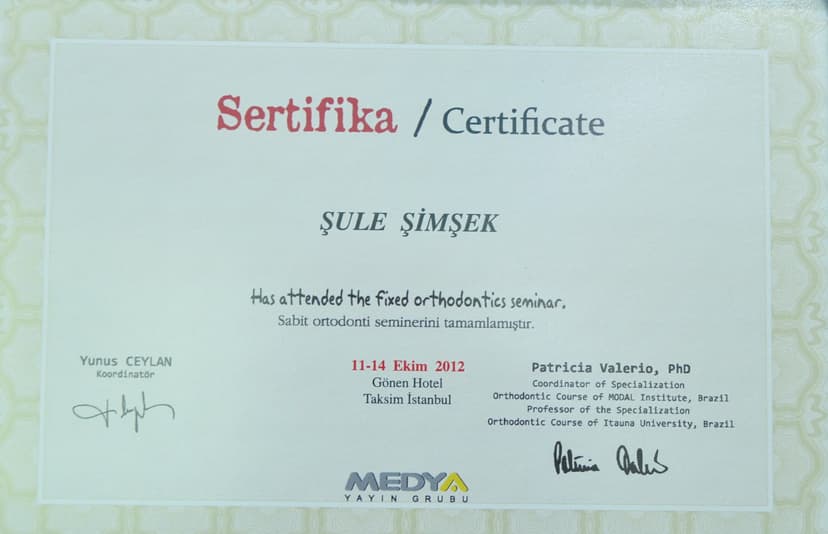 Sertifika / Certificate
ŞULE ŞİMŞEK
Has attended the fixed orthodontics seminar.
Sabit ortodonti seminerini tamamlamıştır.
Yunus CEYLAN
Koordinatör
11-14 Ekim 2012
Gönen Hotel
Taksim İstanbul
Patricia Valerio, PhD
Coordinator of Specialization
Orthodontic Course of MODAL Institute, Brazil
Professor of the Specialization
Orthodontic Course of Itauna University, Brazil
MEDYA
YAYIN GRUBU